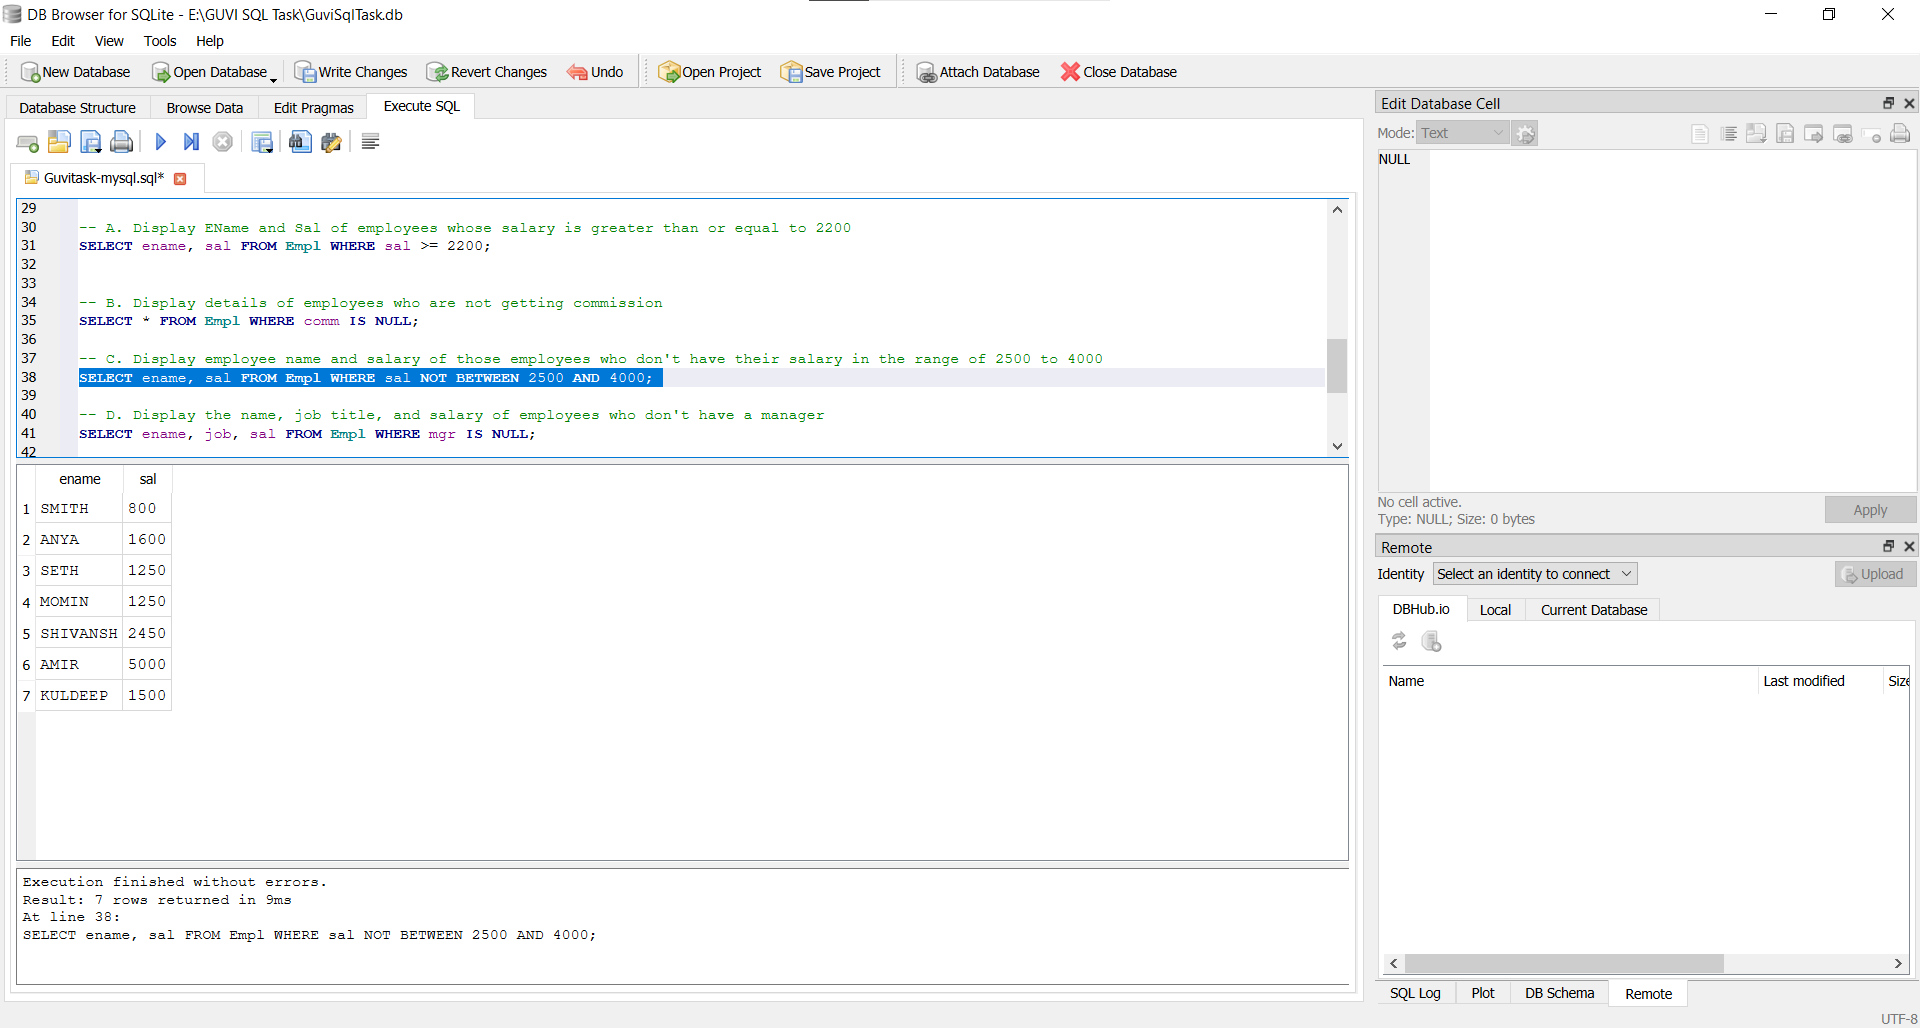 DB Browser for SQLite - E:\GUVI SQL Task\GuviSqlTask.db
File Edit View Tools Help
New Database Open Database Write Changes Revert Changes Undo Open Project Save Project Attach Database Close Database
Database Structure Browse Data Edit Pragmas Execute SQL
Guvitask-mysql.sql*
29
30 -- A. Display EName and Sal of employees whose salary is greater than or equal to 2200
31 SELECT ename, sal FROM Empl WHERE sal >= 2200;
32
33
34 -- B. Display details of employees who are not getting commission
35 SELECT * FROM Empl WHERE comm IS NULL;
36
37 -- C. Display employee name and salary of those employees who don't have their salary in the range of 2500 to 4000
38 SELECT ename, sal FROM Empl WHERE sal NOT BETWEEN 2500 AND 4000;
39
40 -- D. Display the name, job title, and salary of employees who don't have a manager
41 SELECT ename, job, sal FROM Empl WHERE mgr IS NULL;
42
ename sal
1 SMITH 800
2 ANYA 1600
3 SETH 1250
4 MOMIN 1250
5 SHIVANSH 2450
6 AMIR 5000
7 KULDEEP 1500
Execution finished without errors.
Result: 7 rows returned in 9ms
At line 38:
SELECT ename, sal FROM Empl WHERE sal NOT BETWEEN 2500 AND 4000;
Edit Database Cell
Mode: Text
NULL
No cell active.
Type: NULL; Size: 0 bytes
Apply
Remote
Identity Select an identity to connect Upload
DBHub.io Local Current Database
Name Last modified Size
SQL Log Plot DB Schema Remote
UTF-8